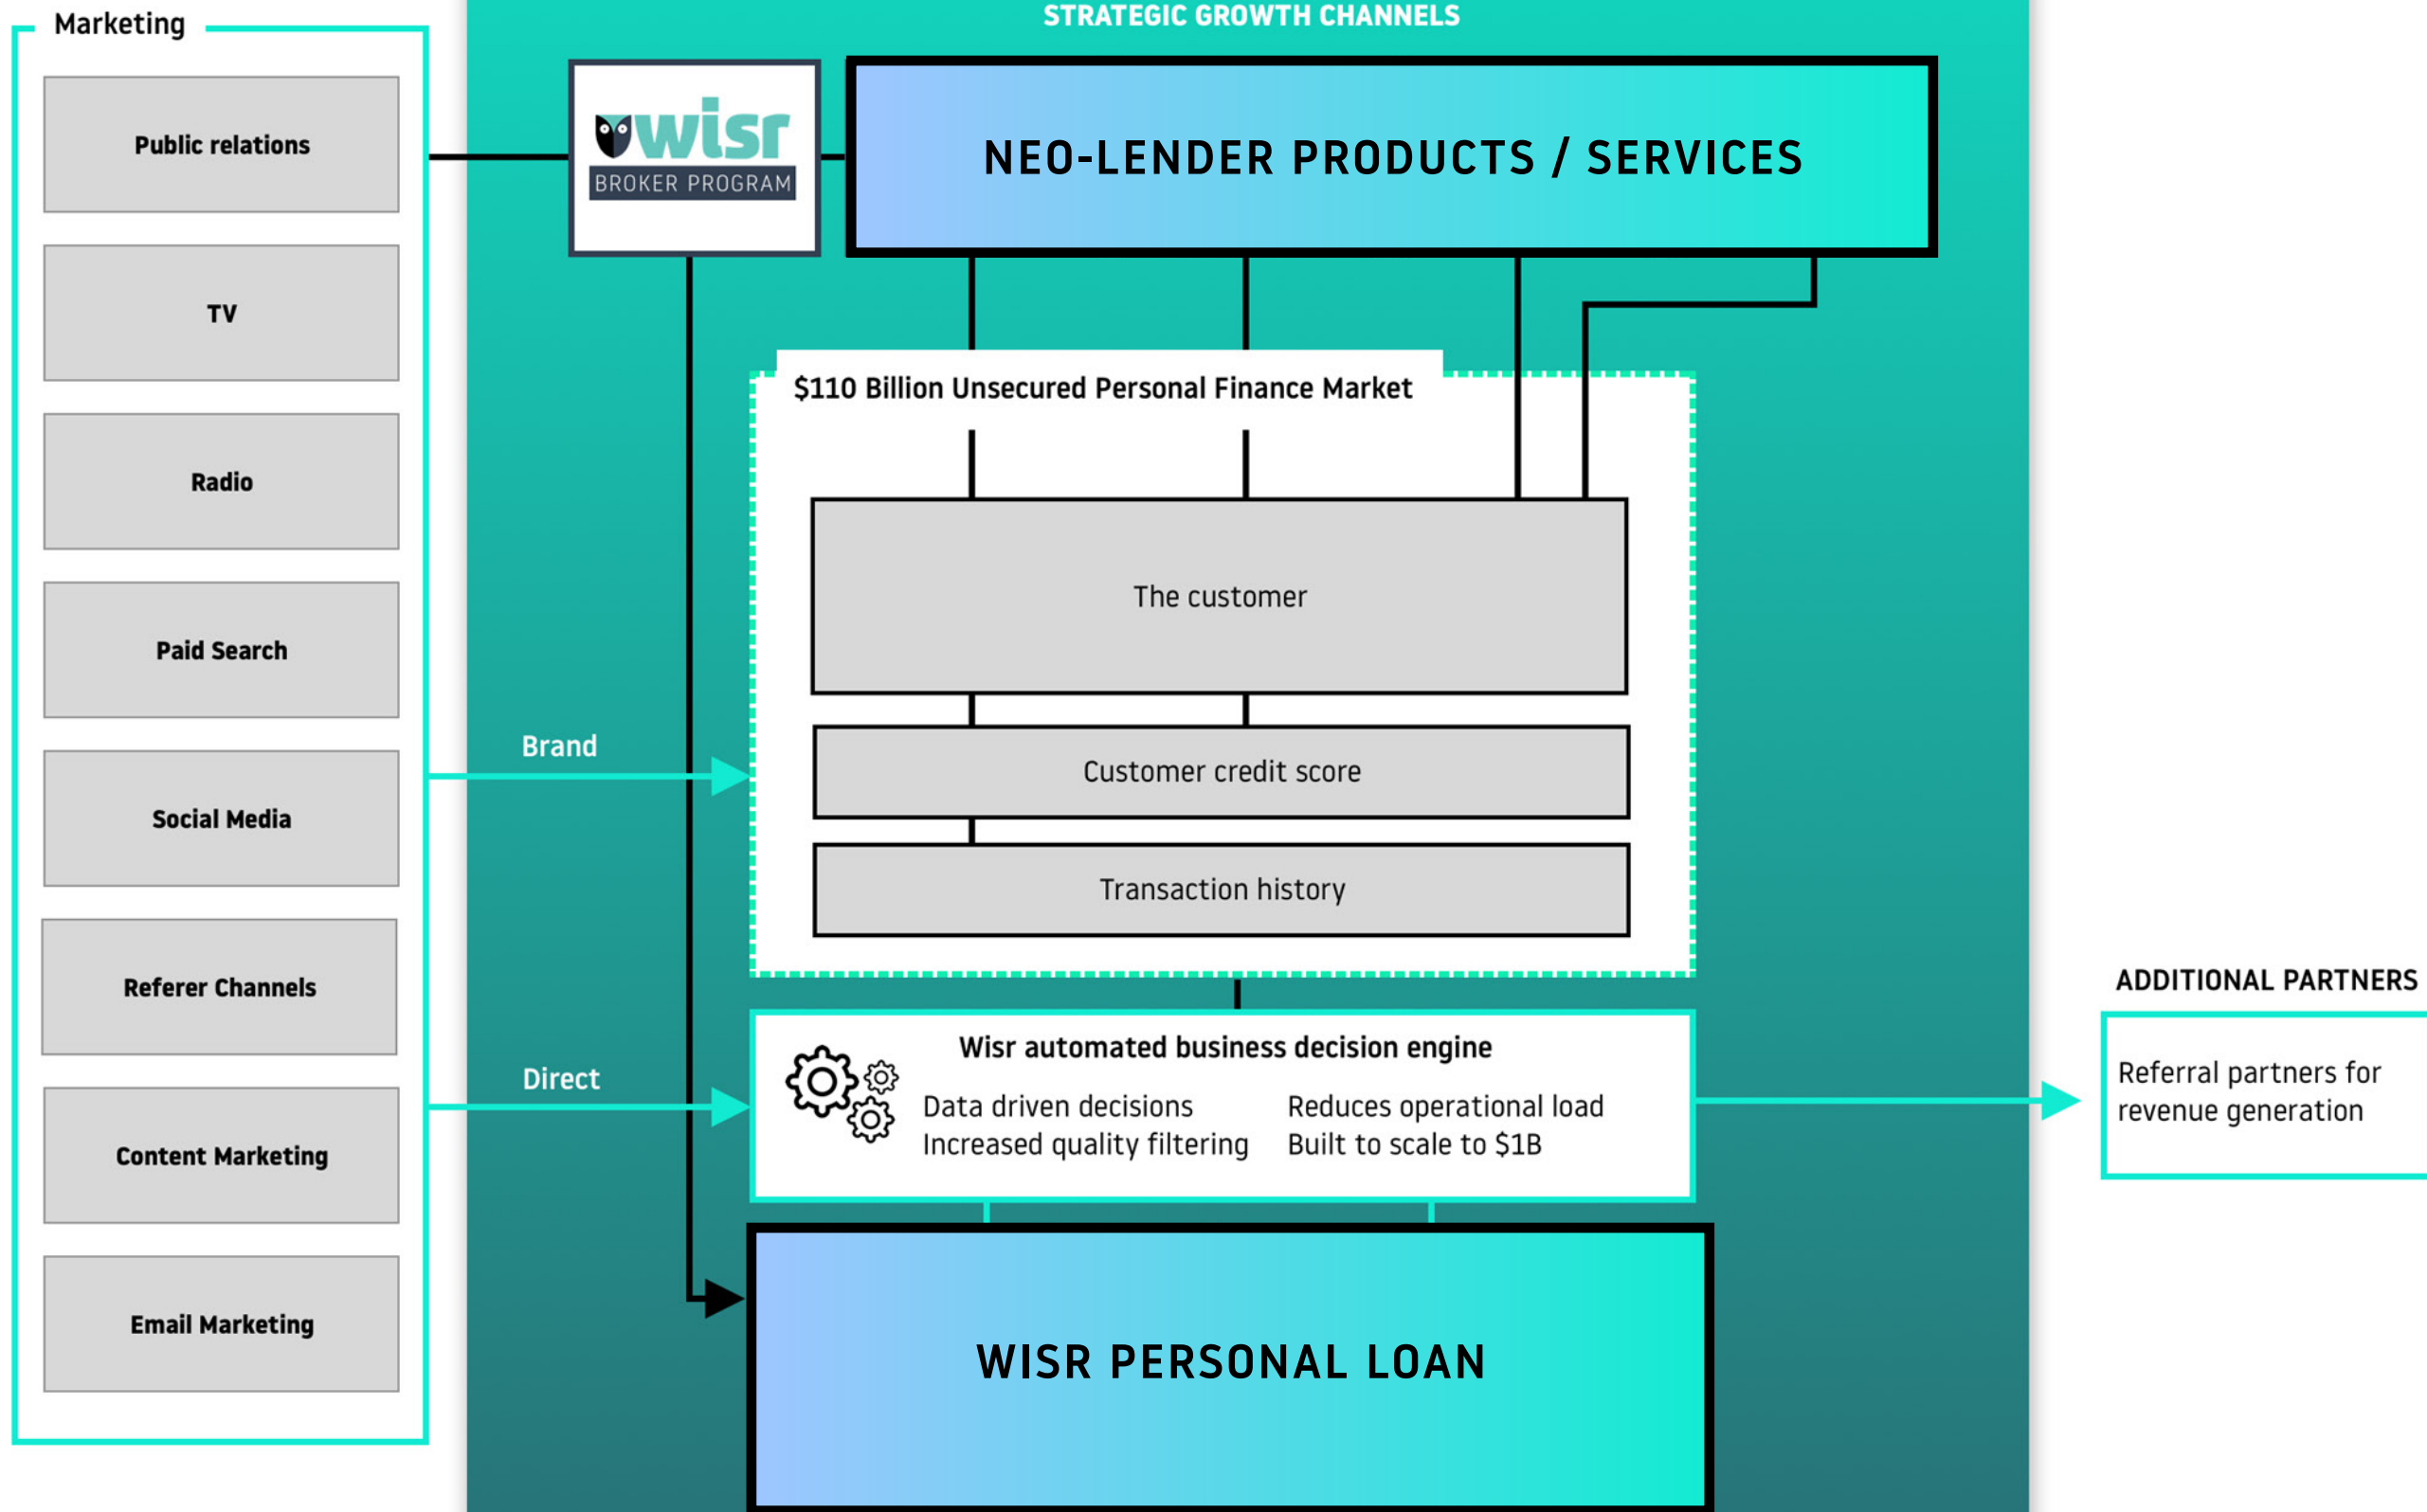 Marketing
Public relations
TV
Radio
Paid Search
Social Media
Referer Channels
Content Marketing
Email Marketing
STRATEGIC GROWTH CHANNELS
wisr
BROKER PROGRAM
NEO-LENDER PRODUCTS / SERVICES
$110 Billion Unsecured Personal Finance Market
The customer
Customer credit score
Transaction history
Brand
Direct
Wisr automated business decision engine
Data driven decisions
Increased quality filtering
Reduces operational load
Built to scale to $1B
WISR PERSONAL LOAN
ADDITIONAL PARTNERS
Referral partners for
revenue generation